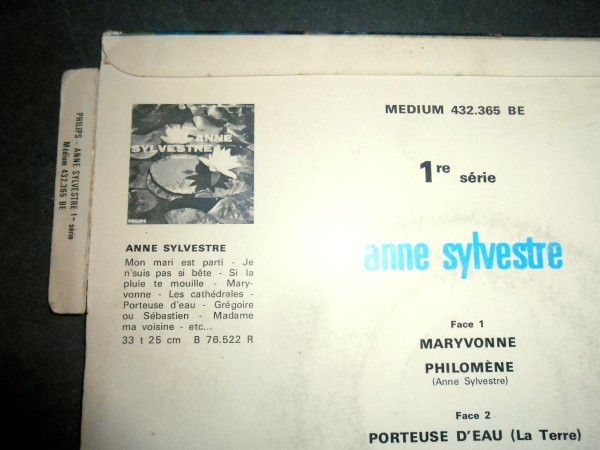 PHILIPS - ANNE SYLVESTRE 1re série
Médium 432.365 BE
ANNE
SYLVESTRE
PHILIPS
ANNE SYLVESTRE
Mon mari est parti - Je
n'suis pas si bête - Si la
pluie te mouille - Mary-
vonne - Les cathédrales -
Porteuse d'eau - Grégoire
ou Sébastien - Madame
ma voisine - etc...
33 t 25 cm B 76.522 R
MEDIUM 432.365 BE
1re série
anne sylvestre
Face 1
MARYVONNE
PHILOMÈNE
(Anne Sylvestre)
Face 2
PORTEUSE D'EAU (La Terre)